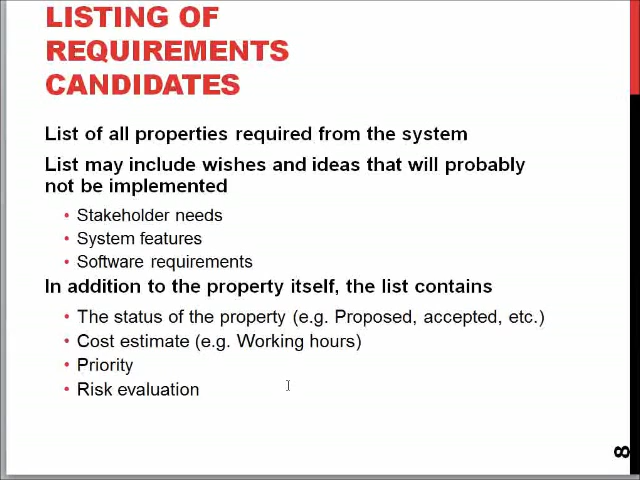 LISTING OF
REQUIREMENTS
CANDIDATES
List of all properties required from the system
List may include wishes and ideas that will probably
not be implemented
• Stakeholder needs
• System features
• Software requirements
In addition to the property itself, the list contains
• The status of the property (e.g. Proposed, accepted, etc.)
• Cost estimate (e.g. Working hours)
• Priority
• Risk evaluation
8